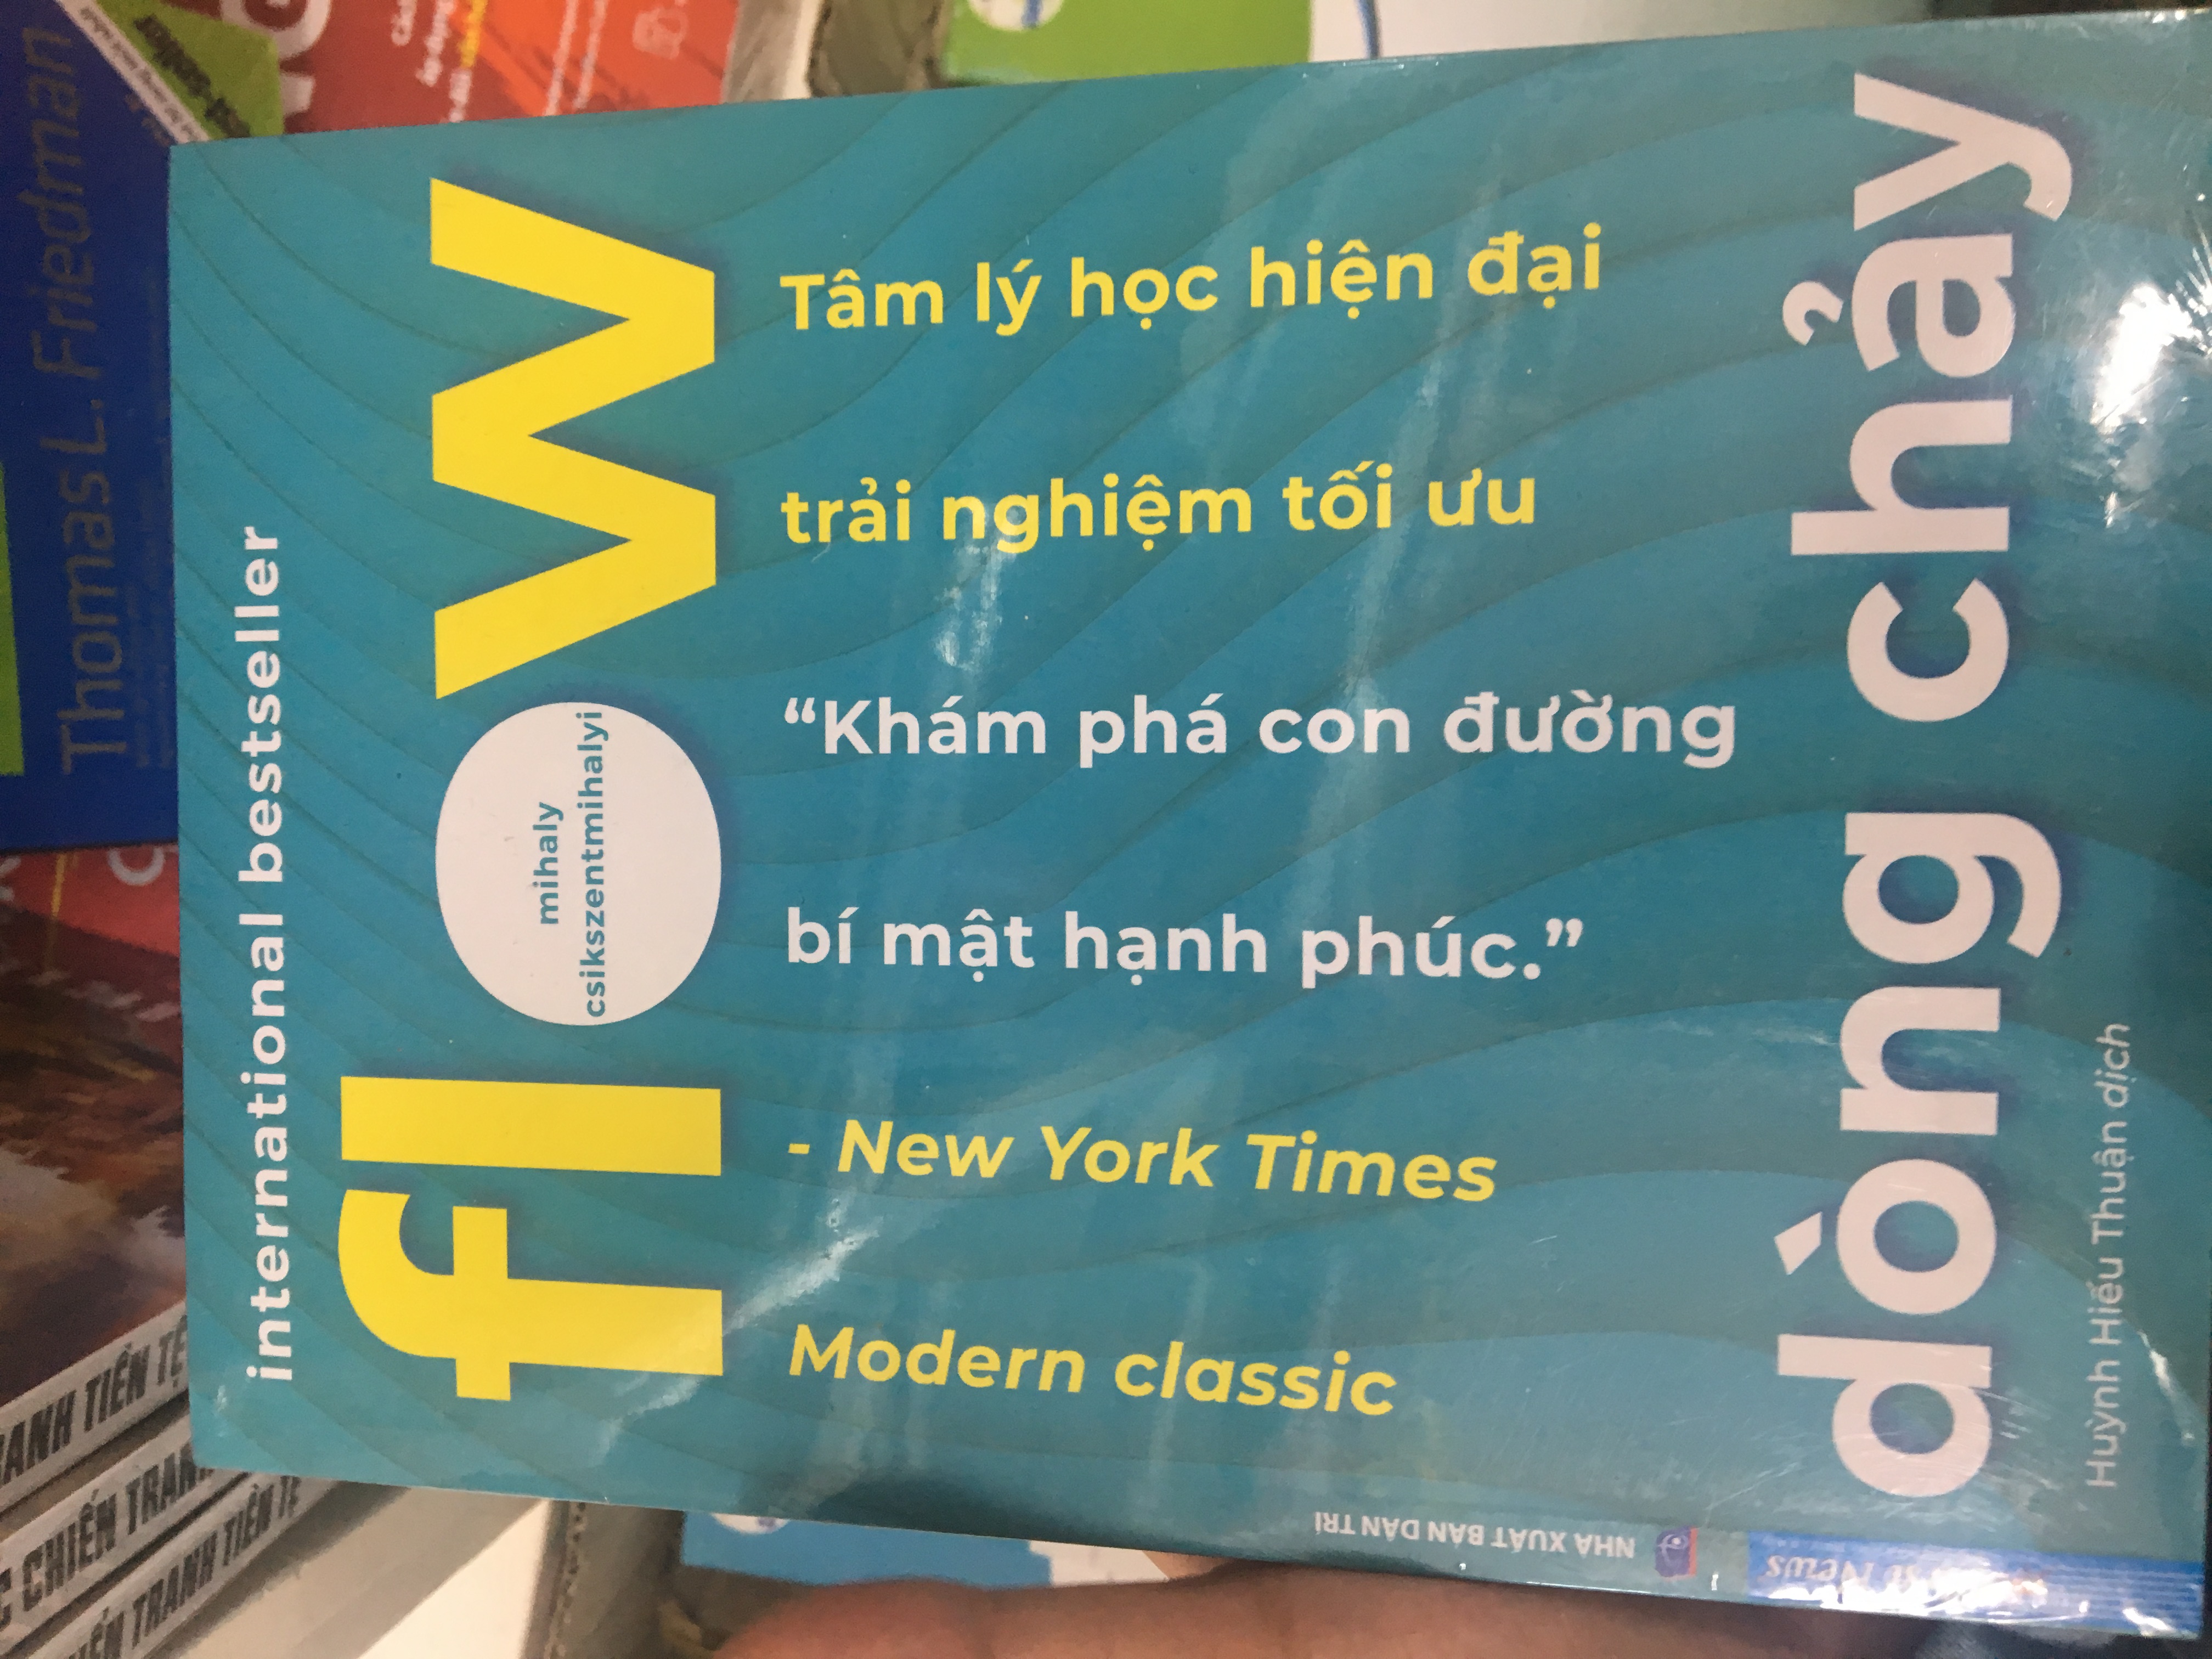 Thomas L. Friedman
international bestseller
flow
mihaly
csikszentmihalyi
Tâm lý học hiện đại
trải nghiệm tối ưu
“Khám phá con đường
bí mật hạnh phúc.”
- New York Times
Modern classic
dòng chảy
Huỳnh Hiếu Thuận dịch
NHÀ XUẤT BẢN DÂN TRÍ
News